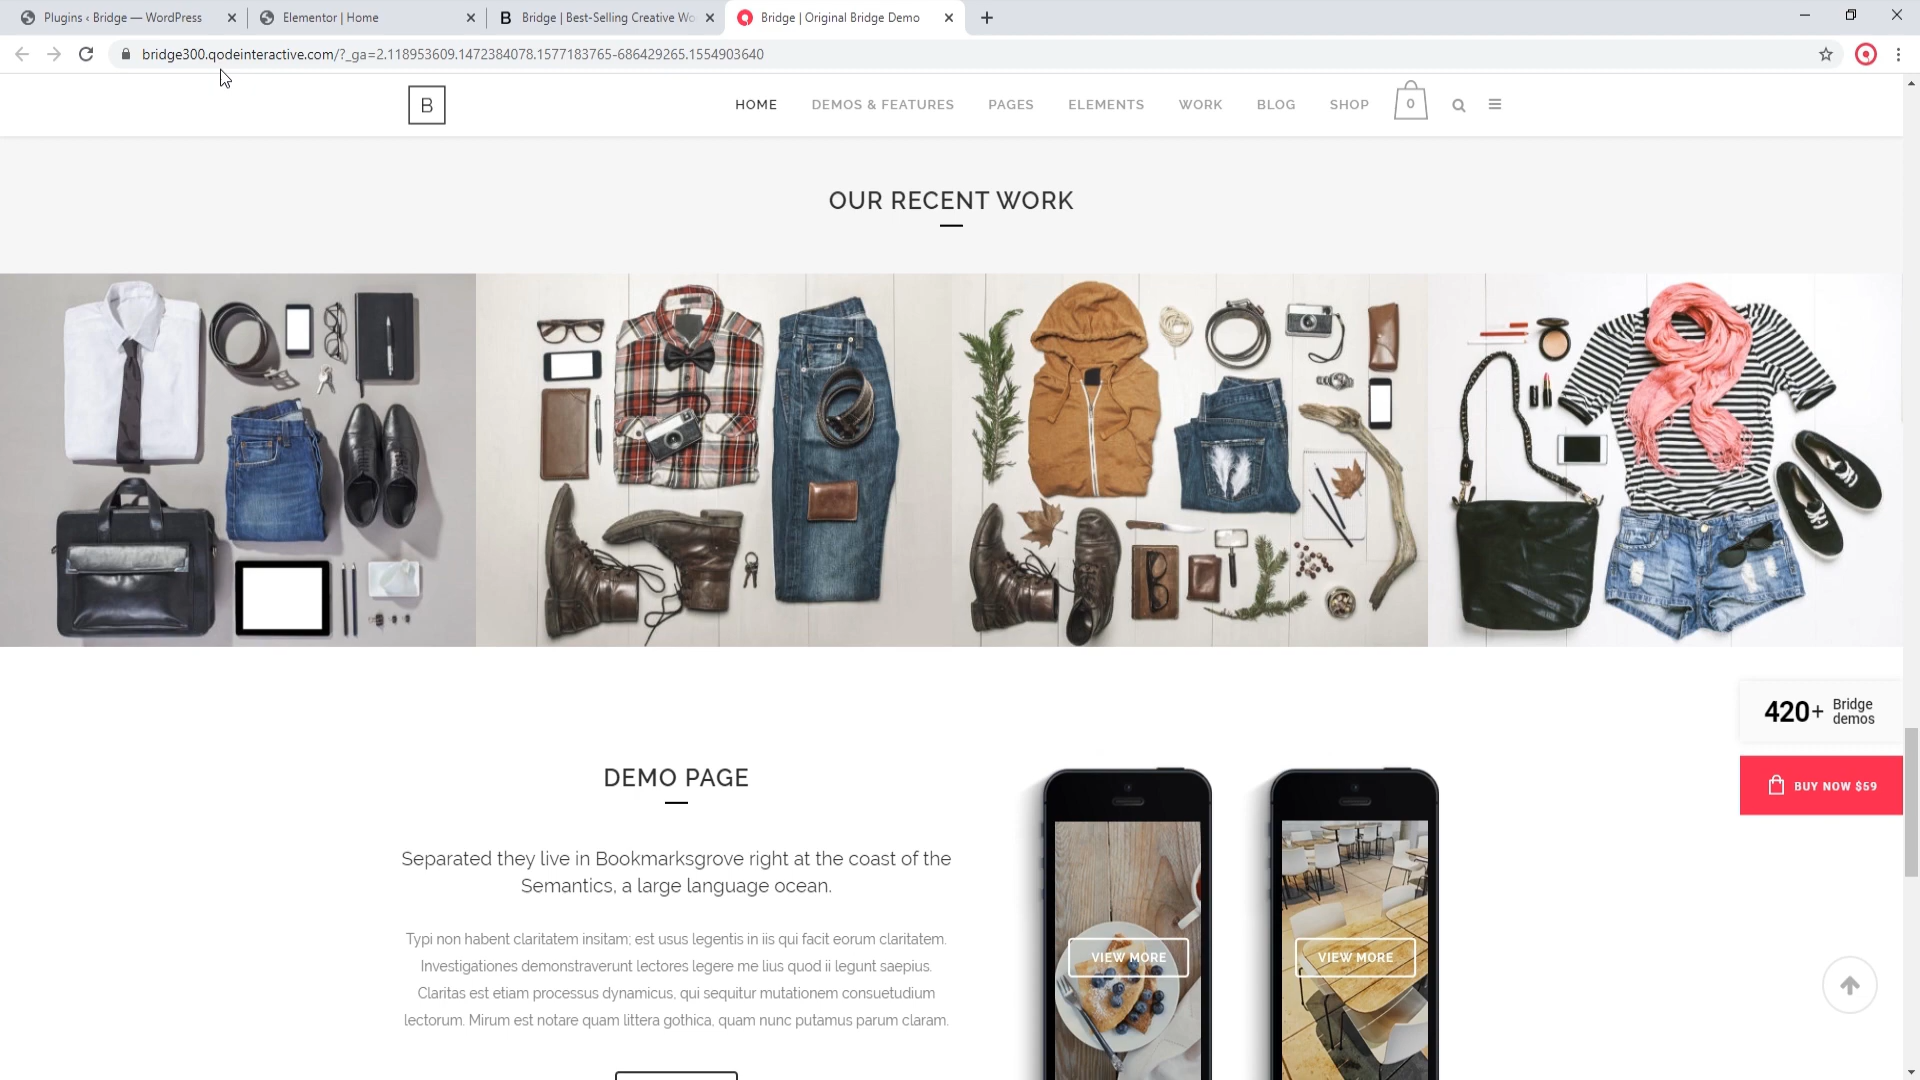 Plugins ‹ Bridge — WordPress
Elementor | Home
Bridge | Best-Selling Creative Wo
Bridge | Original Bridge Demo
bridge300.qodeinteractive.com/?_ga=2.118953609.1472384078.1577183765-686429265.1554903640
B
HOME
DEMOS & FEATURES
PAGES
ELEMENTS
WORK
BLOG
SHOP
0
OUR RECENT WORK
420+ Bridge
demos
BUY NOW $59
DEMO PAGE
Separated they live in Bookmarksgrove right at the coast of the
Semantics, a large language ocean.
Typi non habent claritatem insitam; est usus legentis in iis qui facit eorum claritatem.
Investigationes demonstraverunt lectores legere me lius quod ii legunt saepius.
Claritas est etiam processus dynamicus, qui sequitur mutationem consuetudium
lectorum. Mirum est notare quam littera gothica, quam nunc putamus parum claram.
VIEW MORE
VIEW MORE